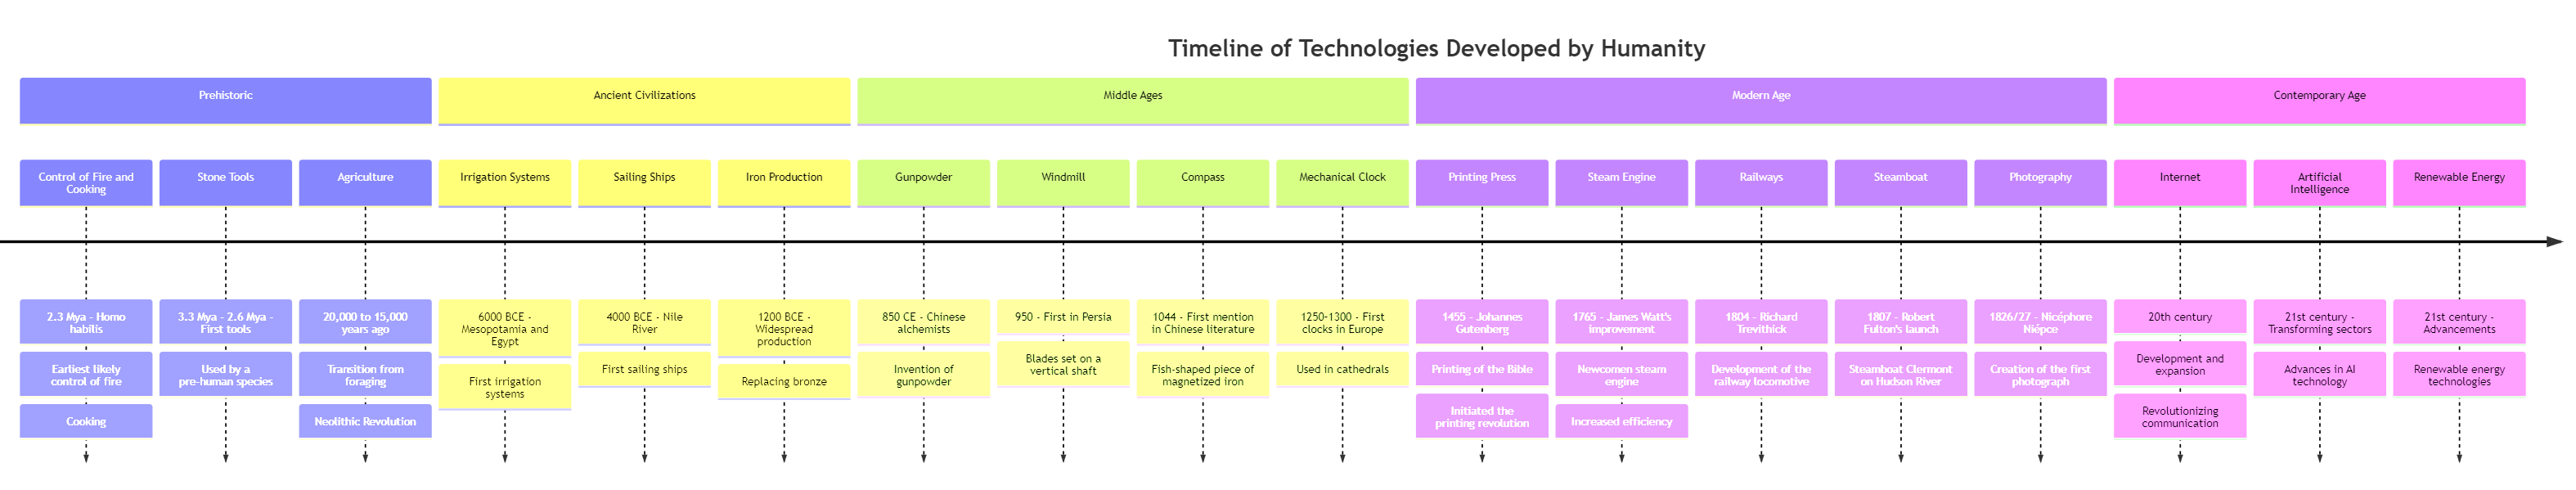 Timeline of Technologies Developed by Humanity
Prehistoric
Ancient Civilizations
Middle Ages
Modern Age
Contemporary Age
Control of Fire and
Cooking
Stone Tools
Agriculture
Irrigation Systems
Sailing Ships
Iron Production
Gunpowder
Windmill
Compass
Mechanical Clock
Printing Press
Steam Engine
Railways
Steamboat
Photography
Internet
Artificial
Intelligence
Renewable Energy
2.3 Mya - Homo
habilis
Earliest likely
control of fire
Cooking
3.3 Mya - 2.6 Mya -
First tools
Used by a
pre-human species
20,000 to 15,000
years ago
Transition from
foraging
Neolithic Revolution
6000 BCE -
Mesopotamia and
Egypt
First irrigation
systems
4000 BCE - Nile
River
First sailing ships
1200 BCE -
Widespread
production
Replacing bronze
850 CE - Chinese
alchemists
Invention of
gunpowder
950 - First in Persia
Blades set on a
vertical shaft
1044 - First mention
in Chinese literature
Fish-shaped piece of
magnetized iron
1250-1300 - First
clocks in Europe
Used in cathedrals
1455 - Johannes
Gutenberg
Printing of the Bible
Initiated the
printing revolution
1765 - James Watt's
improvement
Newcomen steam
engine
Increased efficiency
1804 - Richard
Trevithick
Development of the
railway locomotive
1807 - Robert
Fulton's launch
Steamboat Clermont
on Hudson River
1826/27 - Nicéphore
Niépce
Creation of the first
photograph
20th century
Development and
expansion
Revolutionizing
communication
21st century -
Transforming sectors
Advances in AI
technology
21st century -
Advancements
Renewable energy
technologies